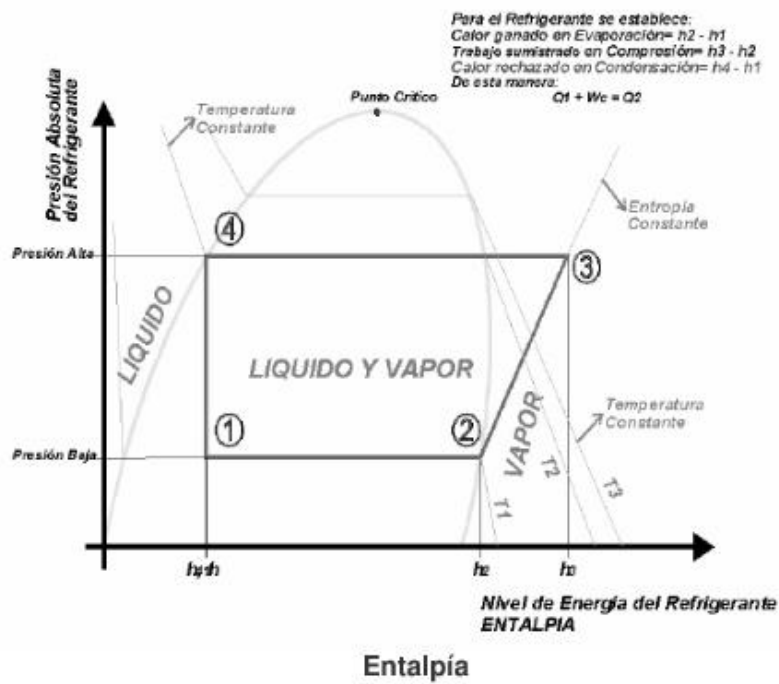 Para el Refrigerante se establece:
Calor ganado en Evaporación= h2 - h1
Trabajo sumistrado en Compresión= h3 - h2
Calor rechazado en Condensación= h4 - h1
De esta manera:
Q1 + Wc = Q2
Punto Crítico
Temperatura
Constante
Presión Absoluta
del Refrigerante
Entropía
Constante
4
Presión Alta
3
LIQUIDO
LIQUIDO Y VAPOR
VAPOR
Temperatura
Constante
1
2
Presión Baja
T1
T2
T3
h2
h3
Nivel de Energía del Refrigerante
ENTALPIA
Entalpía